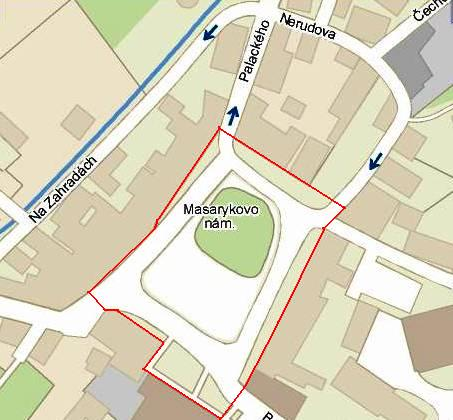 Nerudova
Čech
Palackého
Na Zahradách
Masarykovo
nám.